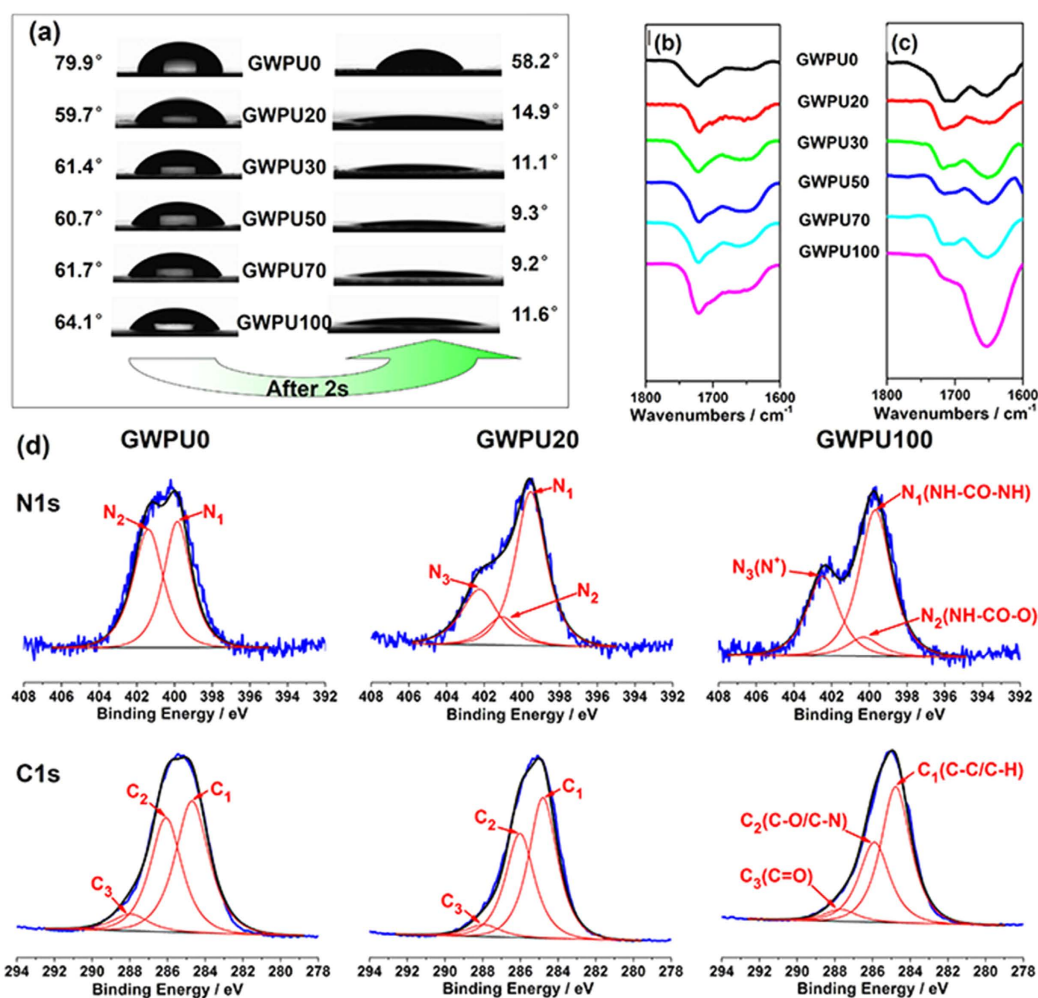 (a)
79.9° GWPU0 58.2°
59.7° GWPU20 14.9°
61.4° GWPU30 11.1°
60.7° GWPU50 9.3°
61.7° GWPU70 9.2°
64.1° GWPU100 11.6°
After 2s
(b) (c)
GWPU0
GWPU20
GWPU30
GWPU50
GWPU70
GWPU100
1800 1700 1600 1800 1700 1600
Wavenumbers / cm⁻¹ Wavenumbers / cm⁻¹
(d) GWPU0 GWPU20 GWPU100
N1s
N₂ N₁
N₃ N₁ N₂
N₁(NH-CO-NH)
N₃(N⁺)
N₂(NH-CO-O)
408 406 404 402 400 398 396 394 392 408 406 404 402 400 398 396 394 392 408 406 404 402 400 398 396 394 392
Binding Energy / eV Binding Energy / eV Binding Energy / eV
C1s
C₂ C₁ C₃
C₂ C₁ C₃
C₁(C-C/C-H)
C₂(C-O/C-N)
C₃(C=O)
294 292 290 288 286 284 282 280 278 294 292 290 288 286 284 282 280 278 294 292 290 288 286 284 282 280 278
Binding Energy / eV Binding Energy / eV Binding Energy / eV